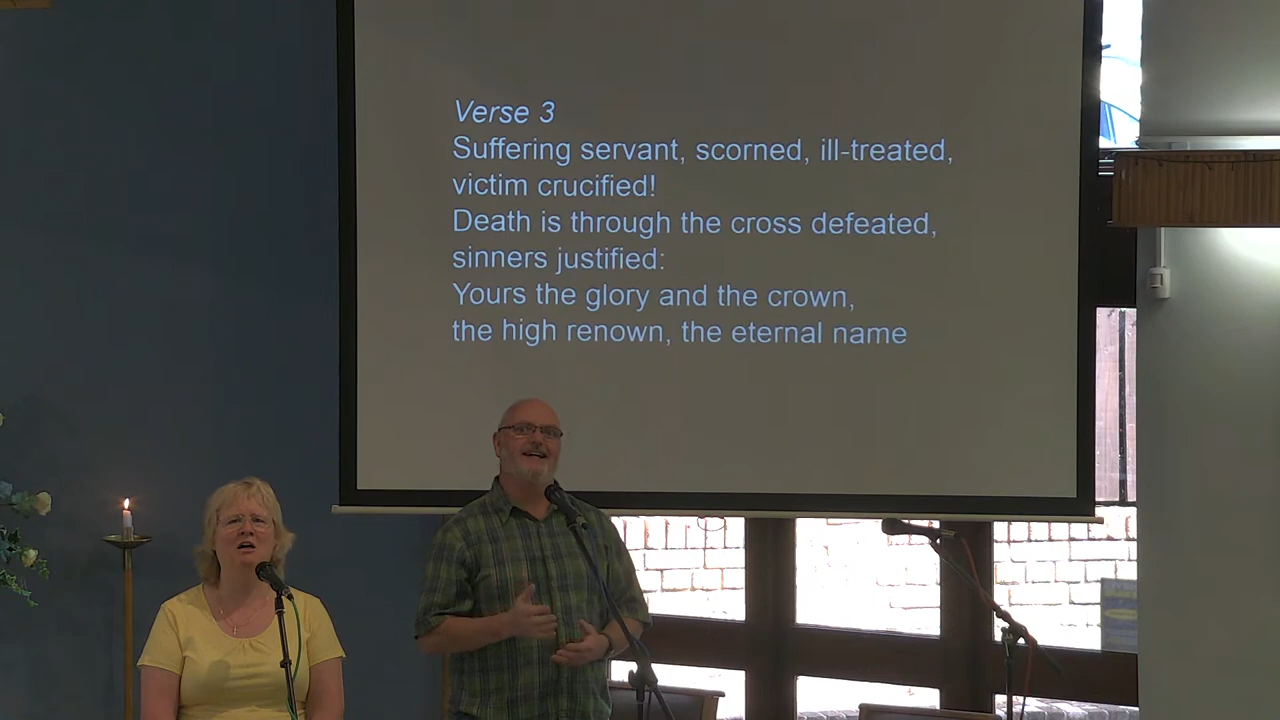 Verse 3
Suffering servant, scorned, ill-treated,
victim crucified!
Death is through the cross defeated,
sinners justified:
Yours the glory and the crown,
the high renown, the eternal name